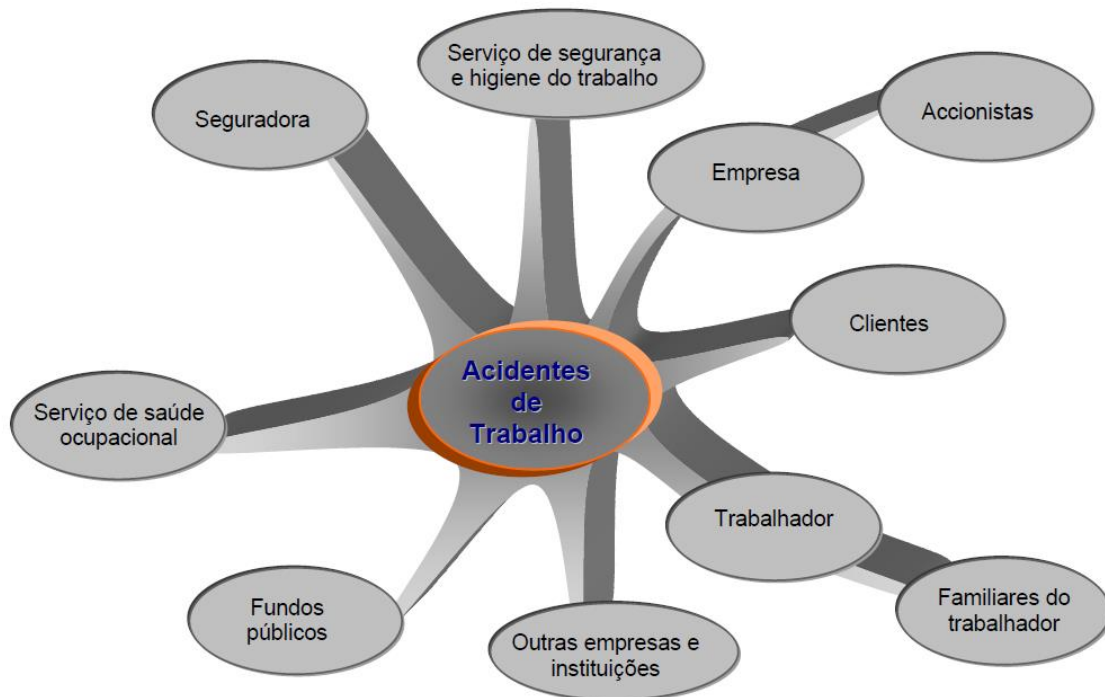 Serviço de segurança
e higiene do trabalho
Seguradora
Accionistas
Empresa
Clientes
Acidentes
de
Trabalho
Serviço de saúde
ocupacional
Trabalhador
Fundos
públicos
Outras empresas e
instituições
Familiares do
trabalhador